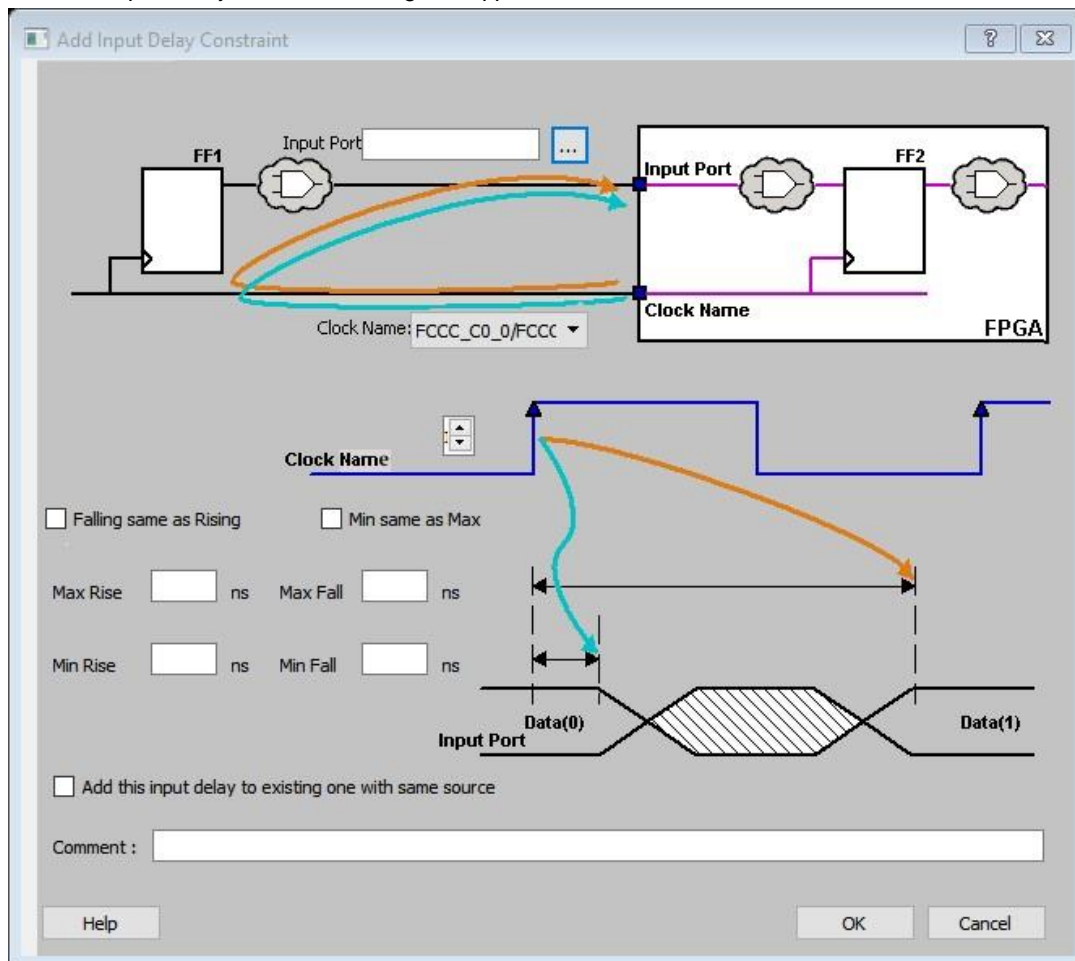 Add Input Delay Constraint
Input Port
...
FF1
Input Port
FF2
Clock Name
Clock Name: FCCC_C0_0/FCCC
FPGA
Clock Name
Falling same as Rising
Min same as Max
Max Rise ns Max Fall ns
Min Rise ns Min Fall ns
Data(0)
Data(1)
Input Port
Add this input delay to existing one with same source
Comment :
Help
OK
Cancel